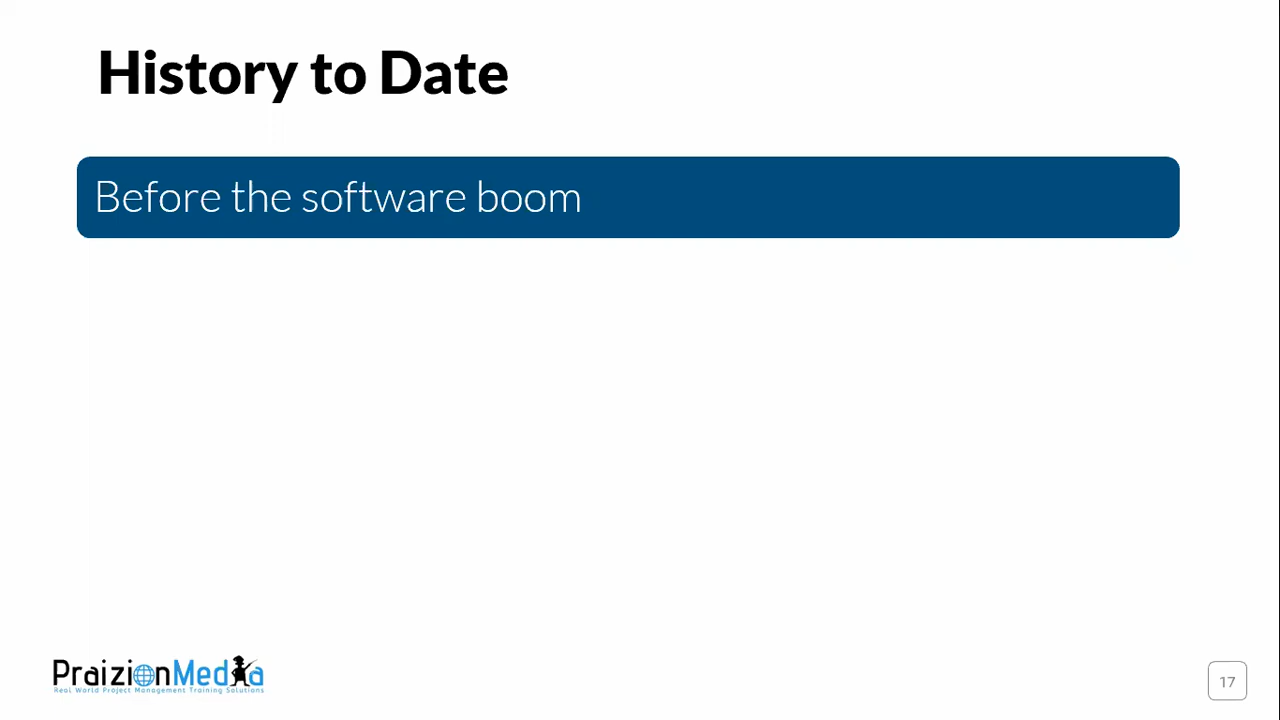 History to Date
Before the software boom
PraizionMedia
Real World Project Management Training Solutions
17